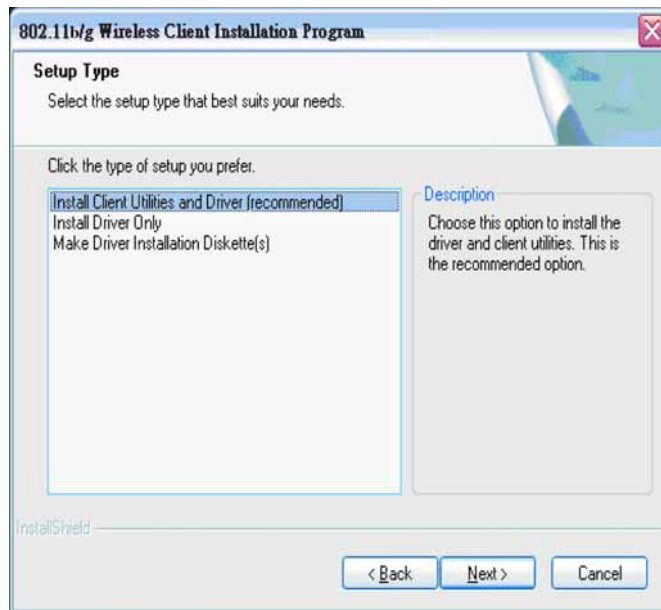 802.11b/g Wireless Client Installation Program
Setup Type
Select the setup type that best suits your needs.
Click the type of setup you prefer.
Install Client Utilities and Driver (recommended)
Install Driver Only
Make Driver Installation Diskette(s)
Description
Choose this option to install the
driver and client utilities. This is
the recommended option.
InstallShield
< Back
Next >
Cancel